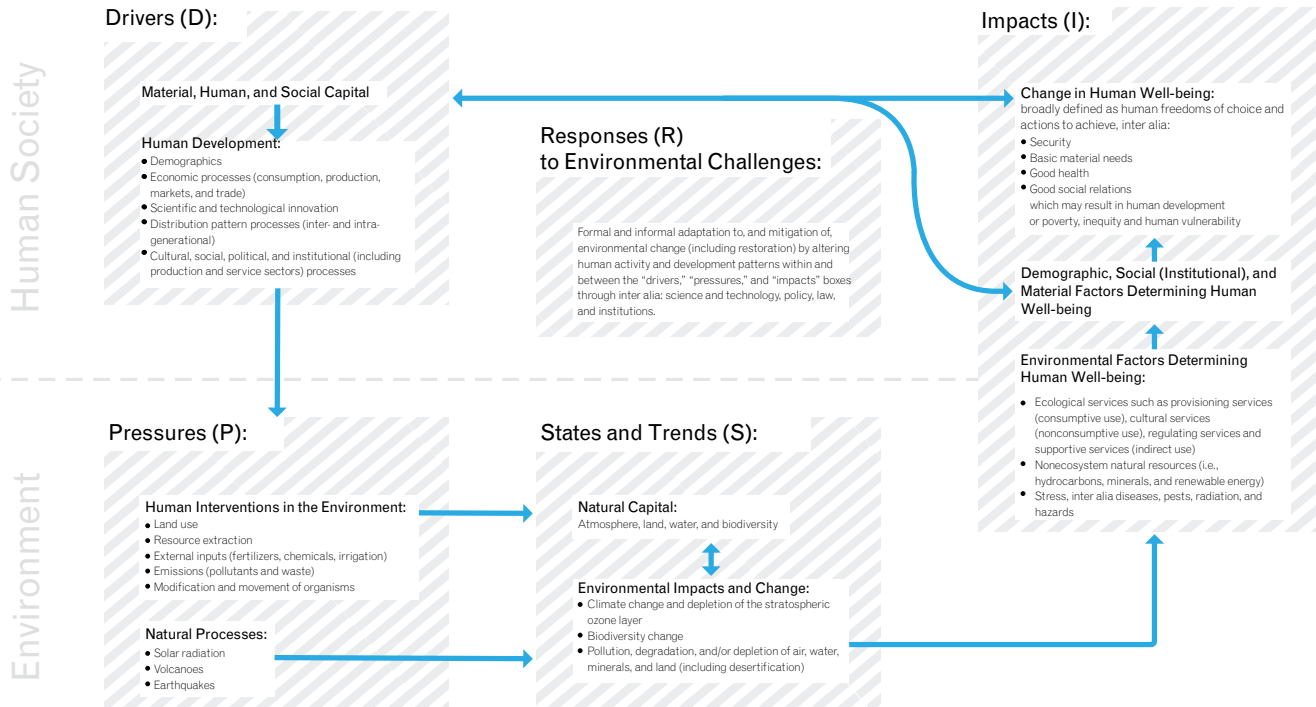 Human Society
Environment
Drivers (D):
Material, Human, and Social Capital
Human Development:
• Demographics
• Economic processes (consumption, production,
markets, and trade)
• Scientific and technological innovation
• Distribution pattern processes (inter- and intra-
generational)
• Cultural, social, political, and institutional (including
production and service sectors) processes
Responses (R)
to Environmental Challenges:
Formal and informal adaptation to, and mitigation of,
environmental change (including restoration) by altering
human activity and development patterns within and
between the “drivers,” “pressures,” and “impacts” boxes
through inter alia: science and technology, policy, law,
and institutions.
Impacts (I):
Change in Human Well-being:
broadly defined as human freedoms of choice and
actions to achieve, inter alia:
• Security
• Basic material needs
• Good health
• Good social relations
which may result in human development
or poverty, inequity and human vulnerability
Demographic, Social (Institutional), and
Material Factors Determining Human
Well-being
Environmental Factors Determining
Human Well-being:
• Ecological services such as provisioning services
(consumptive use), cultural services
(nonconsumptive use), regulating services and
supportive services (indirect use)
• Nonecosystem natural resources (i.e.,
hydrocarbons, minerals, and renewable energy)
• Stress, inter alia diseases, pests, radiation, and
hazards
Pressures (P):
Human Interventions in the Environment:
• Land use
• Resource extraction
• External inputs (fertilizers, chemicals, irrigation)
• Emissions (pollutants and waste)
• Modification and movement of organisms
Natural Processes:
• Solar radiation
• Volcanoes
• Earthquakes
States and Trends (S):
Natural Capital:
Atmosphere, land, water, and biodiversity
Environmental Impacts and Change:
• Climate change and depletion of the stratospheric
ozone layer
• Biodiversity change
• Pollution, degradation, and/or depletion of air, water,
minerals, and land (including desertification)